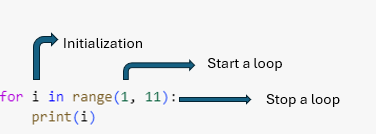 Initialization
Start a loop
for i in range(1, 11):
Stop a loop
print(i)